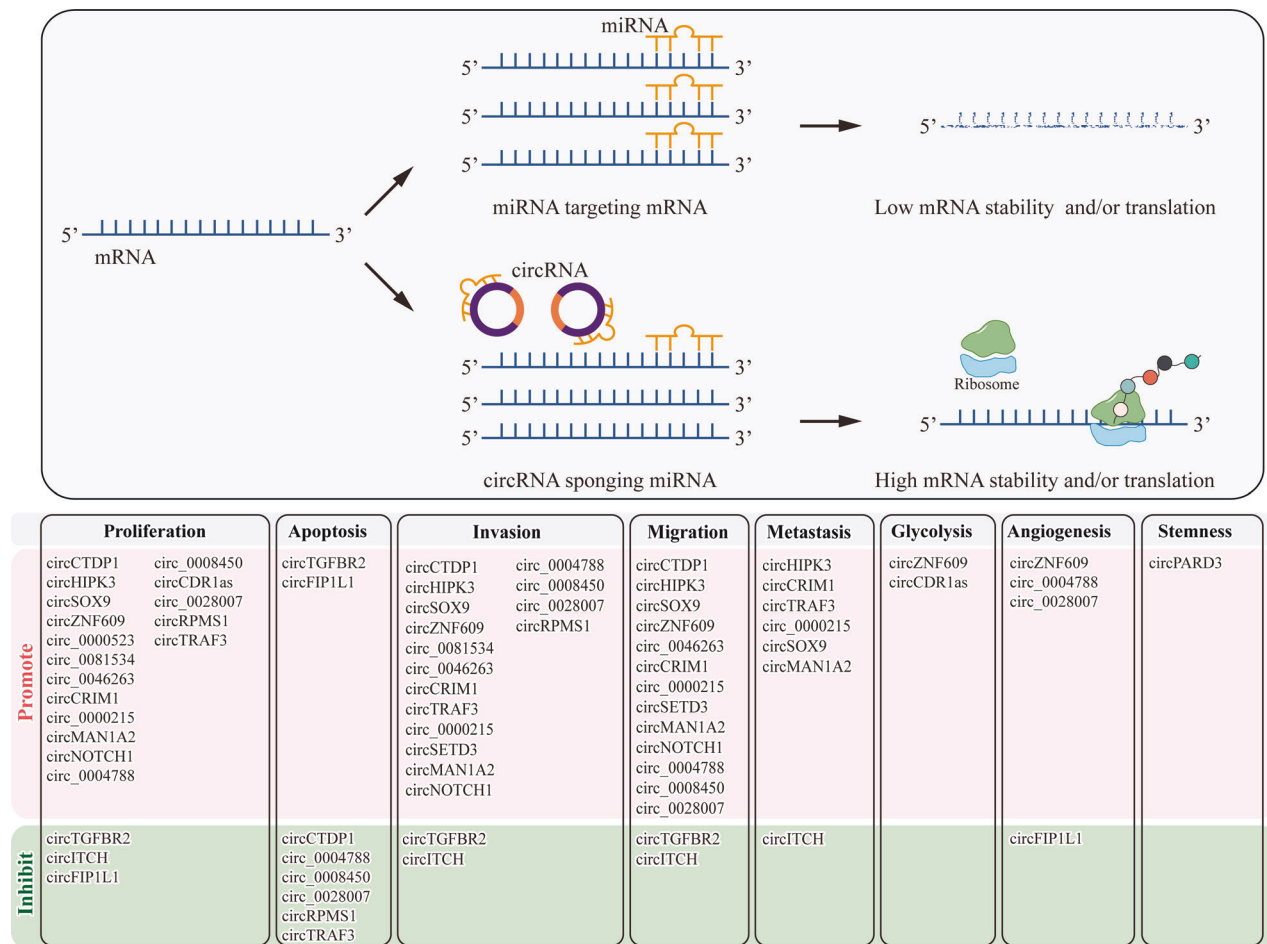 miRNA
5’ 3’
5’ 3’
5’ 3’
miRNA targeting mRNA
5’ 3’
Low mRNA stability and/or translation
5’ 3’
mRNA
circRNA
5’ 3’
5’ 3’
5’ 3’
circRNA sponging miRNA
Ribosome
5’ 3’
High mRNA stability and/or translation
Proliferation
Apoptosis
Invasion
Migration
Metastasis
Glycolysis
Angiogenesis
Stemness
Promote
circCTDP1
circHIPK3
circSOX9
circZNF609
circ_0000523
circ_0081534
circ_0046263
circCRIM1
circ_0000215
circMAN1A2
circNOTCH1
circ_0004788
circ_0008450
circCDR1as
circ_0028007
circRPMS1
circTRAF3
circTGFBR2
circFIP1L1
circCTDP1
circHIPK3
circSOX9
circZNF609
circ_0081534
circ_0046263
circCRIM1
circTRAF3
circ_0000215
circSETD3
circMAN1A2
circNOTCH1
circ_0004788
circ_0008450
circ_0028007
circRPMS1
circCTDP1
circHIPK3
circSOX9
circZNF609
circ_0046263
circCRIM1
circ_0000215
circSETD3
circMAN1A2
circNOTCH1
circ_0004788
circ_0008450
circ_0028007
circHIPK3
circCRIM1
circTRAF3
circ_0000215
circSOX9
circMAN1A2
circZNF609
circCDR1as
circZNF609
circ_0004788
circ_0028007
circPARD3
Inhibit
circTGFBR2
circITCH
circFIP1L1
circCTDP1
circ_0004788
circ_0008450
circ_0028007
circRPMS1
circTRAF3
circTGFBR2
circITCH
circTGFBR2
circITCH
circITCH
circFIP1L1